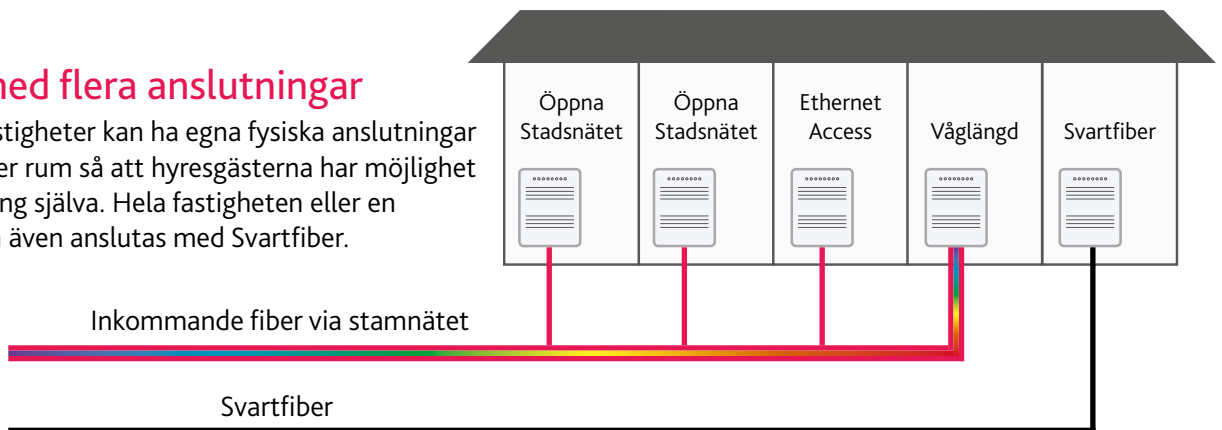 med flera anslutningar
stigheter kan ha egna fysiska anslutningar
er rum så att hyresgästerna har möjlighet
ng själva. Hela fastigheten eller en
även anslutas med Svartfiber.
Öppna
Stadsnätet
Öppna
Stadsnätet
Ethernet
Access
Våglängd
Svartfiber
Inkommande fiber via stamnätet
Svartfiber